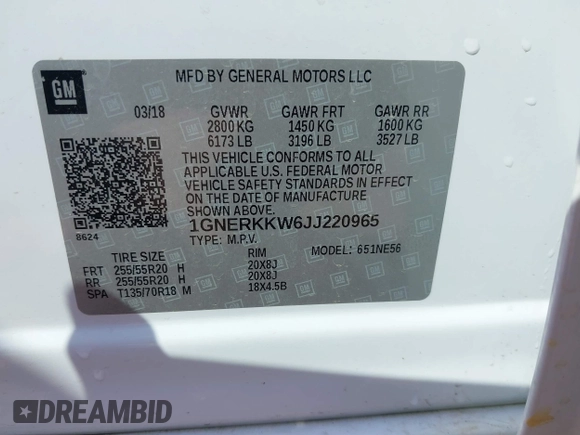 GM
MFD BY GENERAL MOTORS LLC
03/18 GVWR GAWR FRT GAWR RR
2800 KG 1450 KG 1600 KG
6173 LB 3196 LB 3527 LB
THIS VEHICLE CONFORMS TO ALL
APPLICABLE U.S. FEDERAL MOTOR
VEHICLE SAFETY STANDARDS IN EFFECT
ON THE DATE OF MANUFACTURE
SHOWN ABOVE.
8624
1GNERKKW6JJ220965
TYPE: M.P.V. MODEL: 651NE56
TIRE SIZE RIM
FRT 255/55R20 H 20X8J
RR 255/55R20 H 20X8J
SPA T135/70R18 M 18X4.5B
DREAMBID